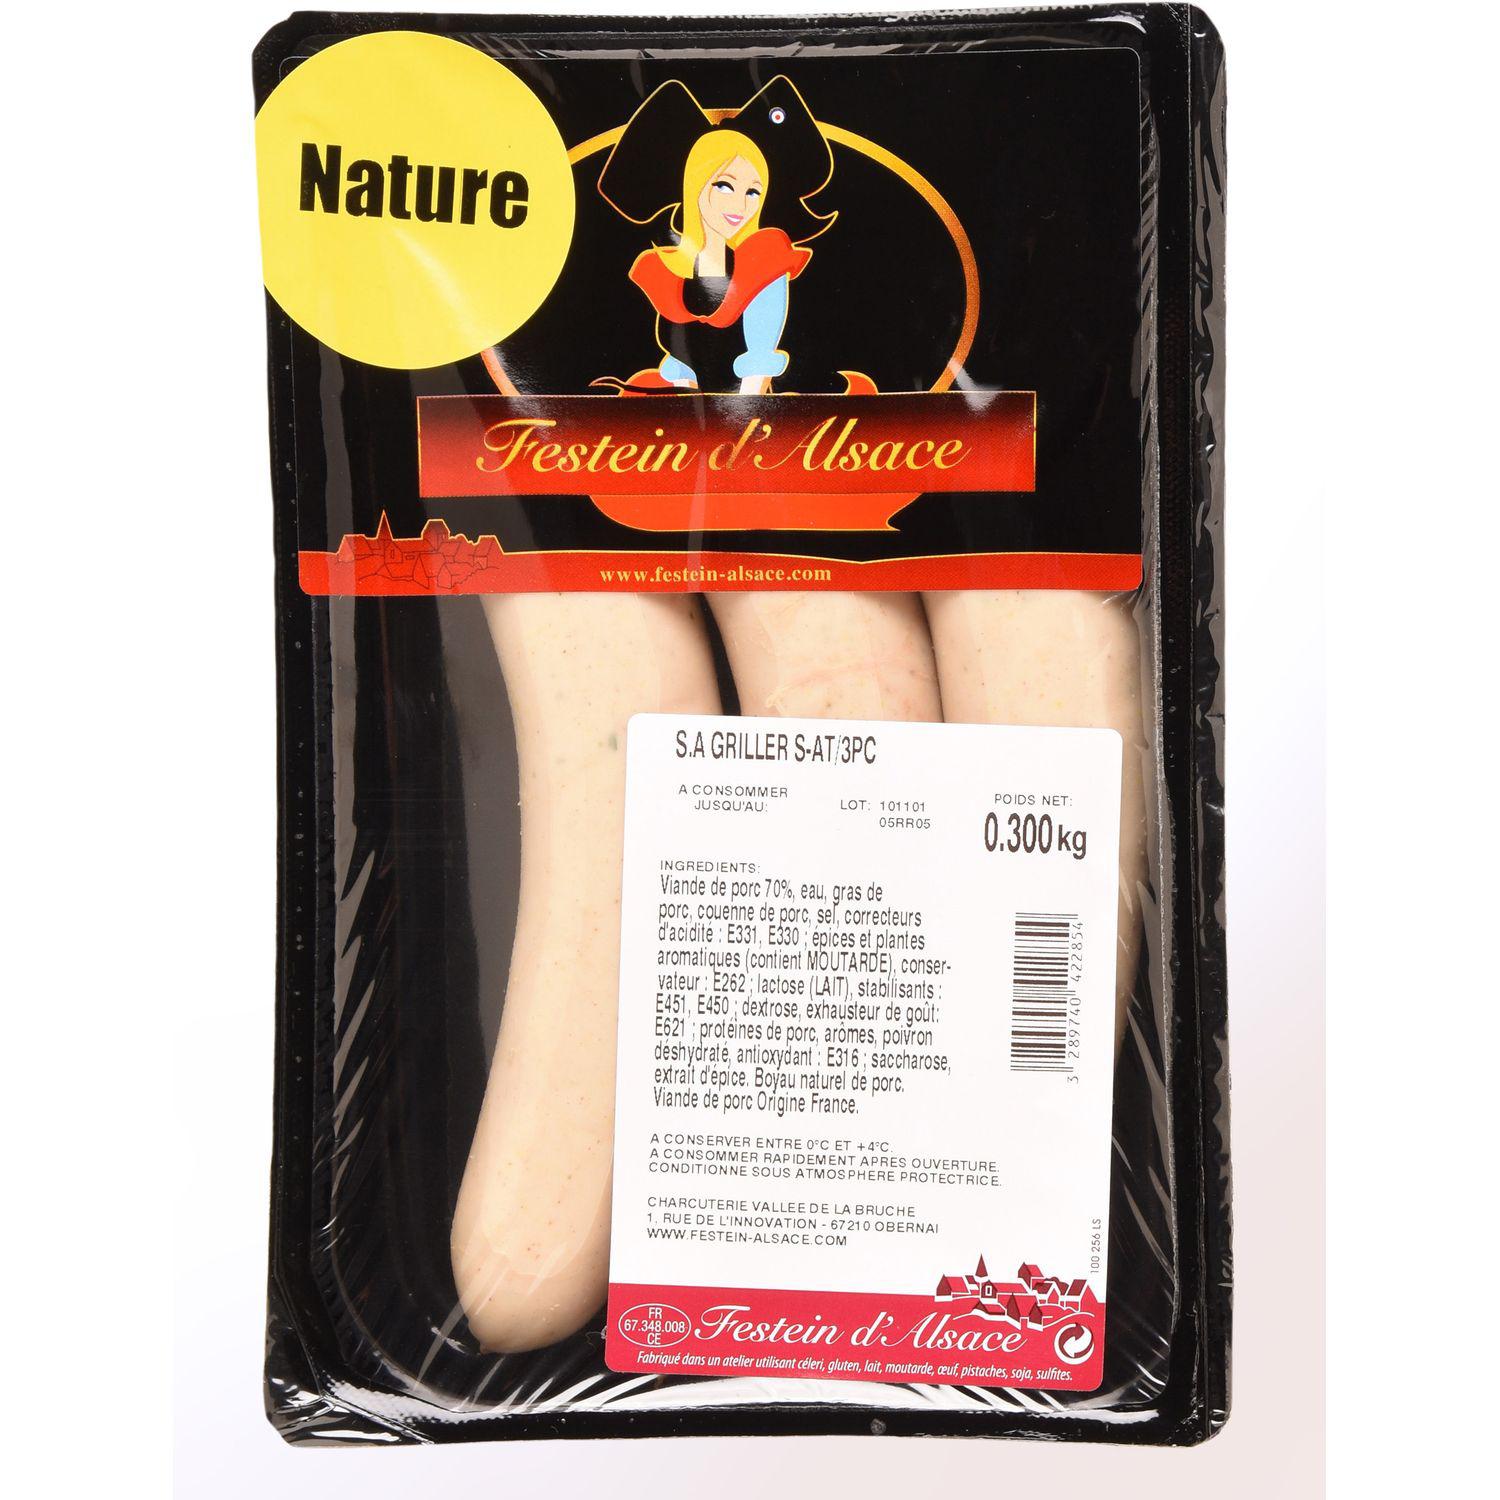 Nature
Festein d'Alsace
www.festein-alsace.com
S.A GRILLER S-AT/3PC
A CONSOMMER
JUSQU'AU:
LOT: 101101
05RR05
POIDS NET:
0.300kg
INGREDIENTS:
Viande de porc 70%, eau, gras de
porc, couenne de porc, sel, correcteurs
d'acidité : E331, E330 ; épices et plantes
aromatiques (contient MOUTARDE), conser-
vateur : E262 ; lactose (LAIT), stabilisants :
E451, E450 ; dextrose, exhausteur de goût:
E621 ; protéines de porc, arômes, poivron
déshydraté, antioxydant : E316 ; saccharose,
extrait d'épice. Boyau naturel de porc.
Viande de porc Origine France.
3 289740 422854
A CONSERVER ENTRE 0°C ET +4°C.
A CONSOMMER RAPIDEMENT APRES OUVERTURE.
CONDITIONNE SOUS ATMOSPHERE PROTECTRICE.
CHARCUTERIE VALLEE DE LA BRUCHE
1, RUE DE L'INNOVATION - 67210 OBERNAI
WWW.FESTEIN-ALSACE.COM
100 256 LS
FR
67.348.008
CE
Festein d'Alsace
Fabriqué dans un atelier utilisant céleri, gluten, lait, moutarde, œuf, pistaches, soja, sulfites.